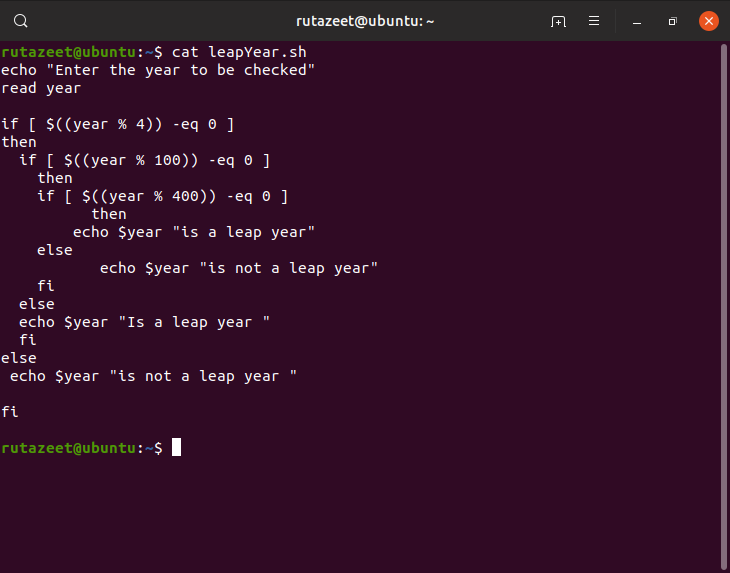 rutazeet@ubuntu: ~
rutazeet@ubuntu:~$ cat leapYear.sh
echo "Enter the year to be checked"
read year

if [ $((year % 4)) -eq 0 ]
then
  if [ $((year % 100)) -eq 0 ]
    then
    if [ $((year % 400)) -eq 0 ]
          then
        echo $year "is a leap year"
    else
           echo $year "is not a leap year"
    fi
  else
  echo $year "Is a leap year "
  fi
else
 echo $year "is not a leap year "

fi

rutazeet@ubuntu:~$